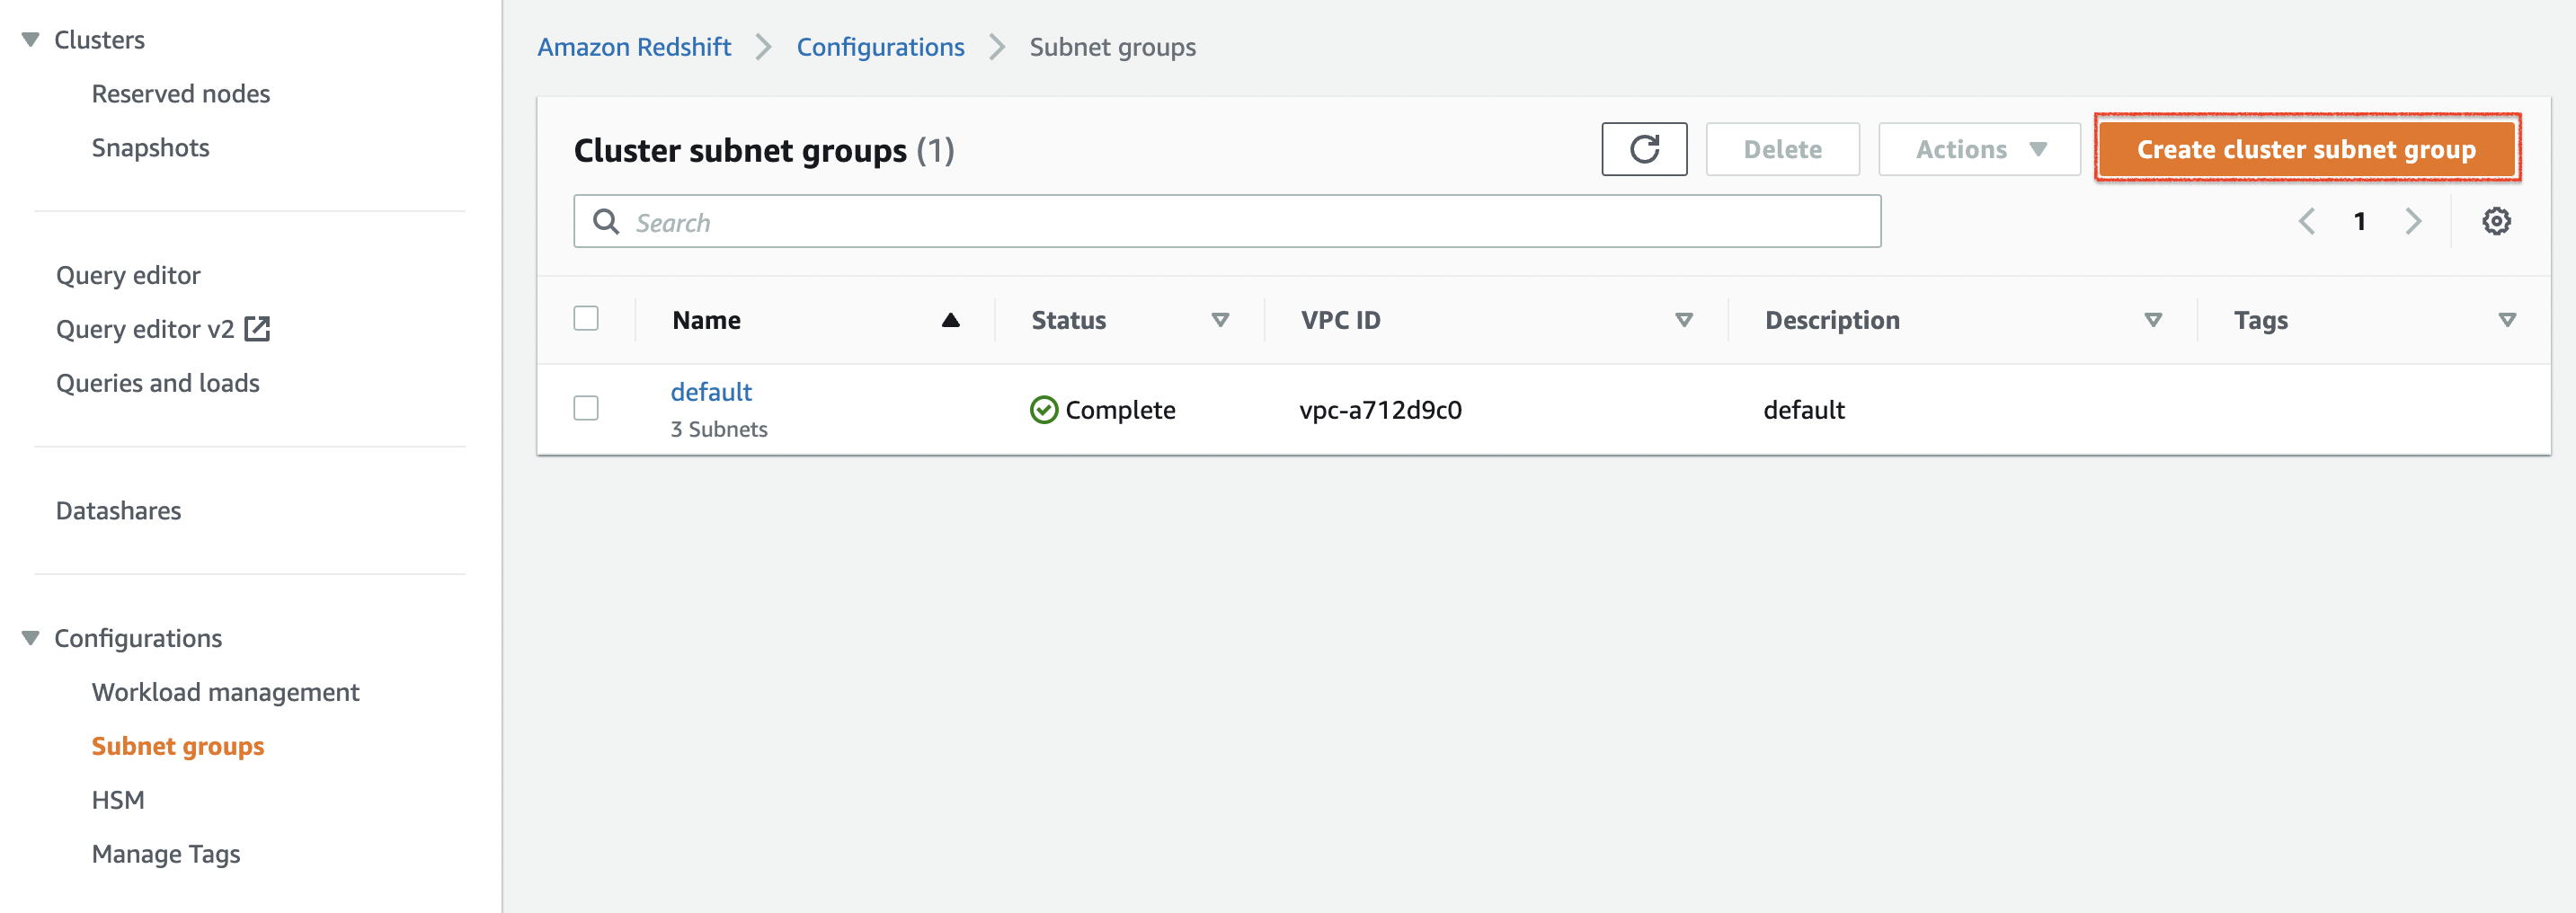 Clusters
Reserved nodes
Snapshots
Query editor
Query editor v2
Queries and loads
Datashares
Configurations
Workload management
Subnet groups
HSM
Manage Tags
Amazon Redshift Configurations Subnet groups
Cluster subnet groups (1) Delete Actions Create cluster subnet group
Search 1
Name Status VPC ID Description Tags
default Complete vpc-a712d9c0 default
3 Subnets